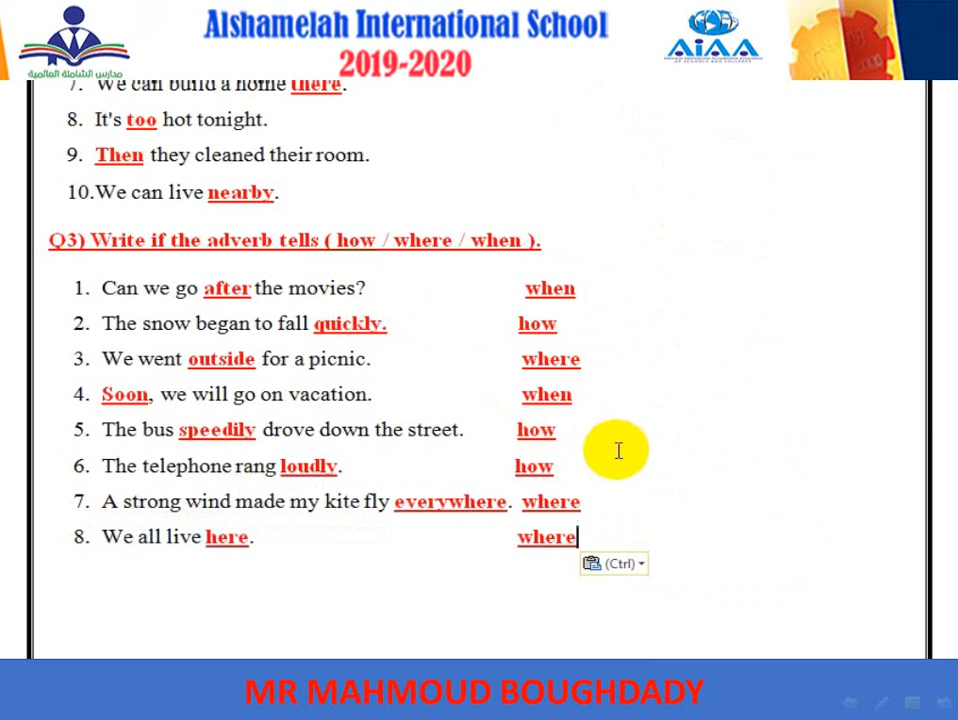 Alshamelah International School
2019-2020
مدارس الشاملة العالمية
AiAA
7. We can build a home there.
8. It's too hot tonight.
9. Then they cleaned their room.
10.We can live nearby.
Q3) Write if the adverb tells ( how / where / when ).
1. Can we go after the movies? when
2. The snow began to fall quickly. how
3. We went outside for a picnic. where
4. Soon, we will go on vacation. when
5. The bus speedily drove down the street. how
6. The telephone rang loudly. how
7. A strong wind made my kite fly everywhere. where
8. We all live here. where
(Ctrl)
MR MAHMOUD BOUGHDADY